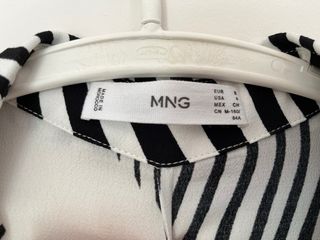 MADE IN
MOROCCO
MNG
EUR S
USA S
MEX CH
CN M-160/
84A